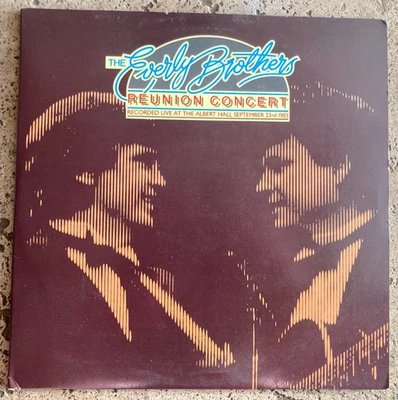 THE Everly Brothers
REUNION CONCERT
RECORDED LIVE AT THE ALBERT HALL SEPTEMBER 23rd 1983